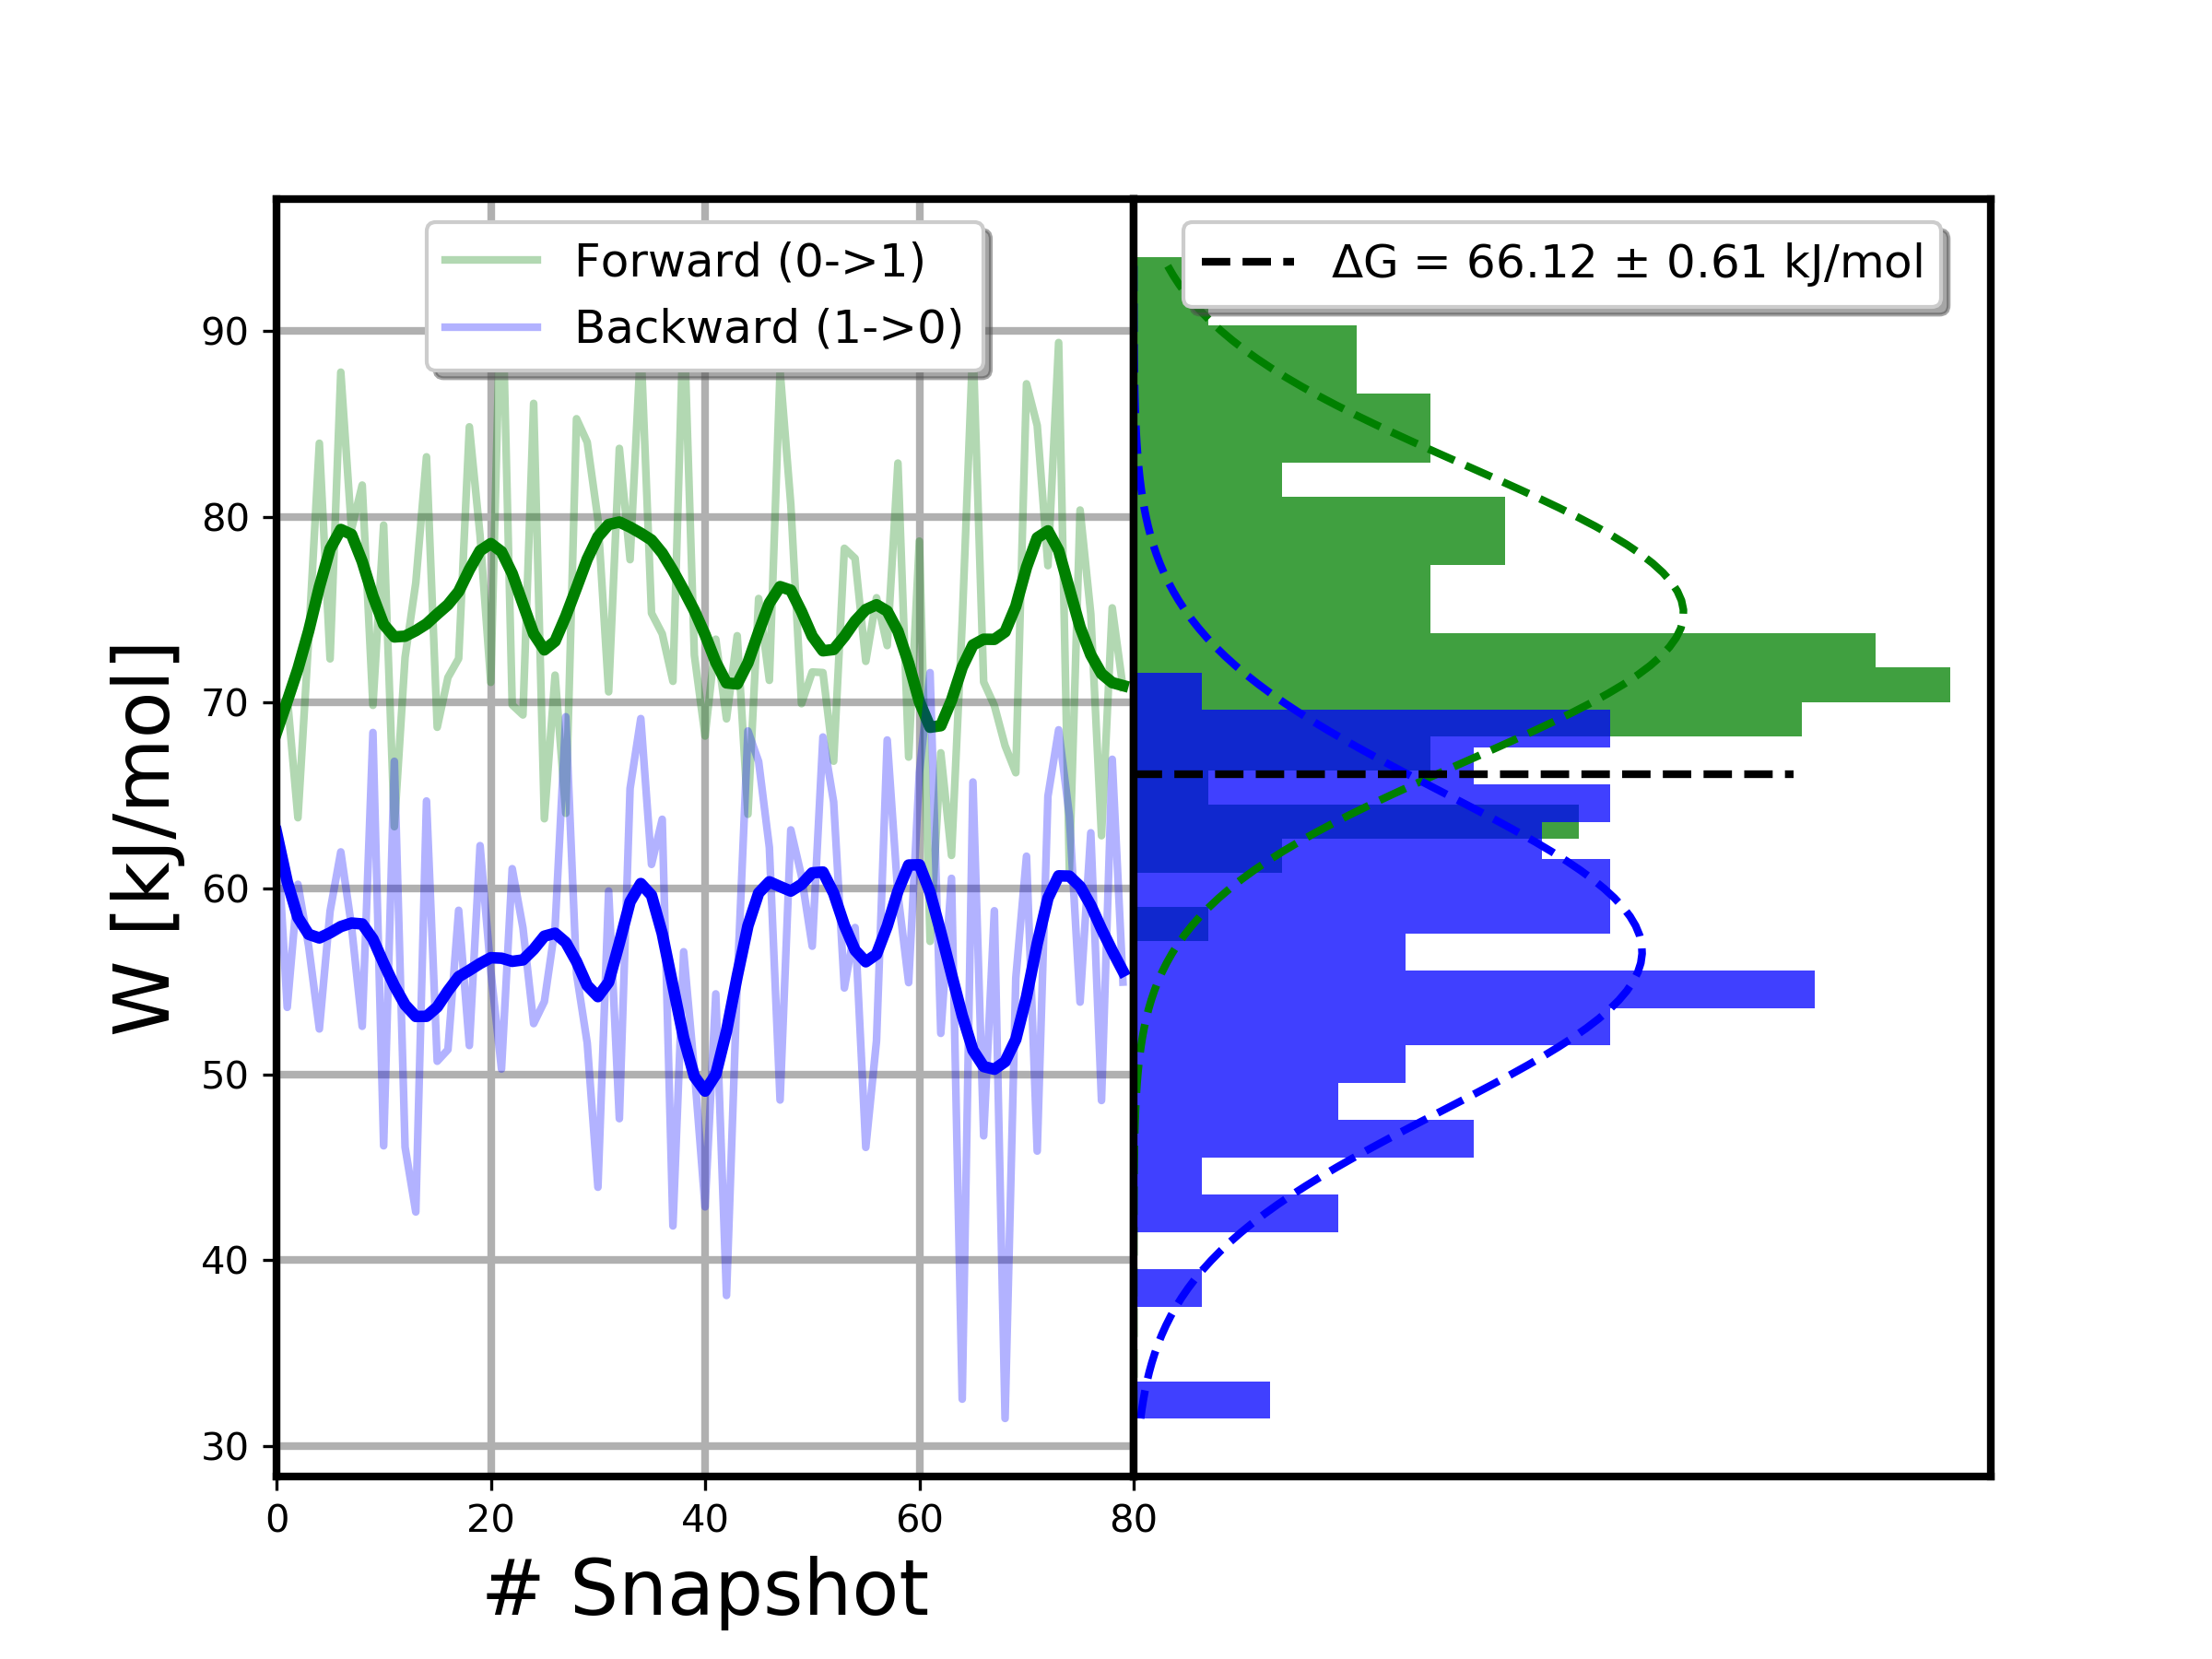 Forward (0->1)
Backward (1->0)
ΔG = 66.12 ± 0.61 kJ/mol
90
80
70
60
50
40
30
W [kJ/mol]
0
20
40
60
80
# Snapshot